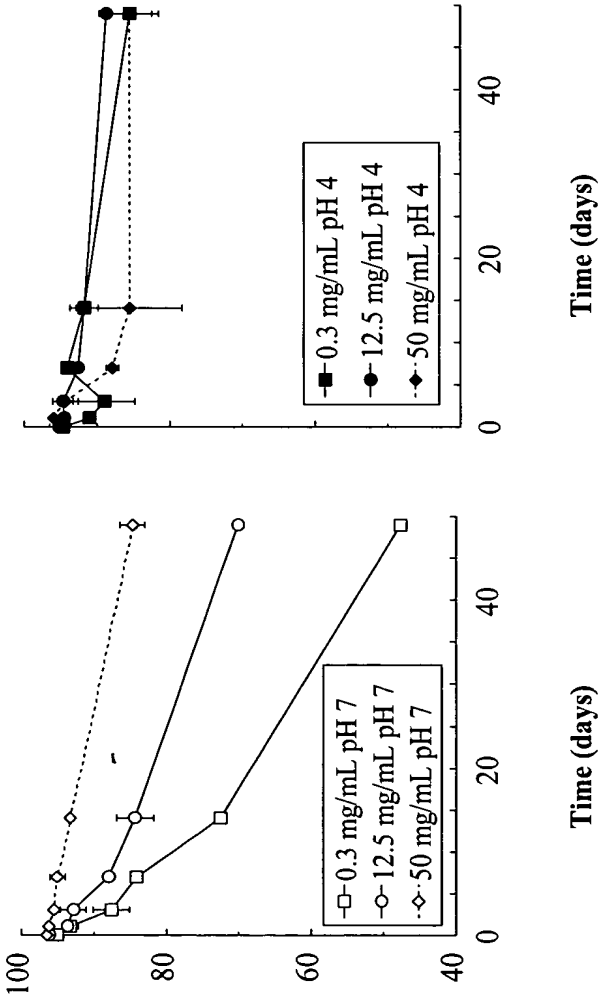 100
80
60
40
0
20
40
0.3 mg/mL pH 7
12.5 mg/mL pH 7
50 mg/mL pH 7
Time (days)
0
20
40
0.3 mg/mL pH 4
12.5 mg/mL pH 4
50 mg/mL pH 4
Time (days)